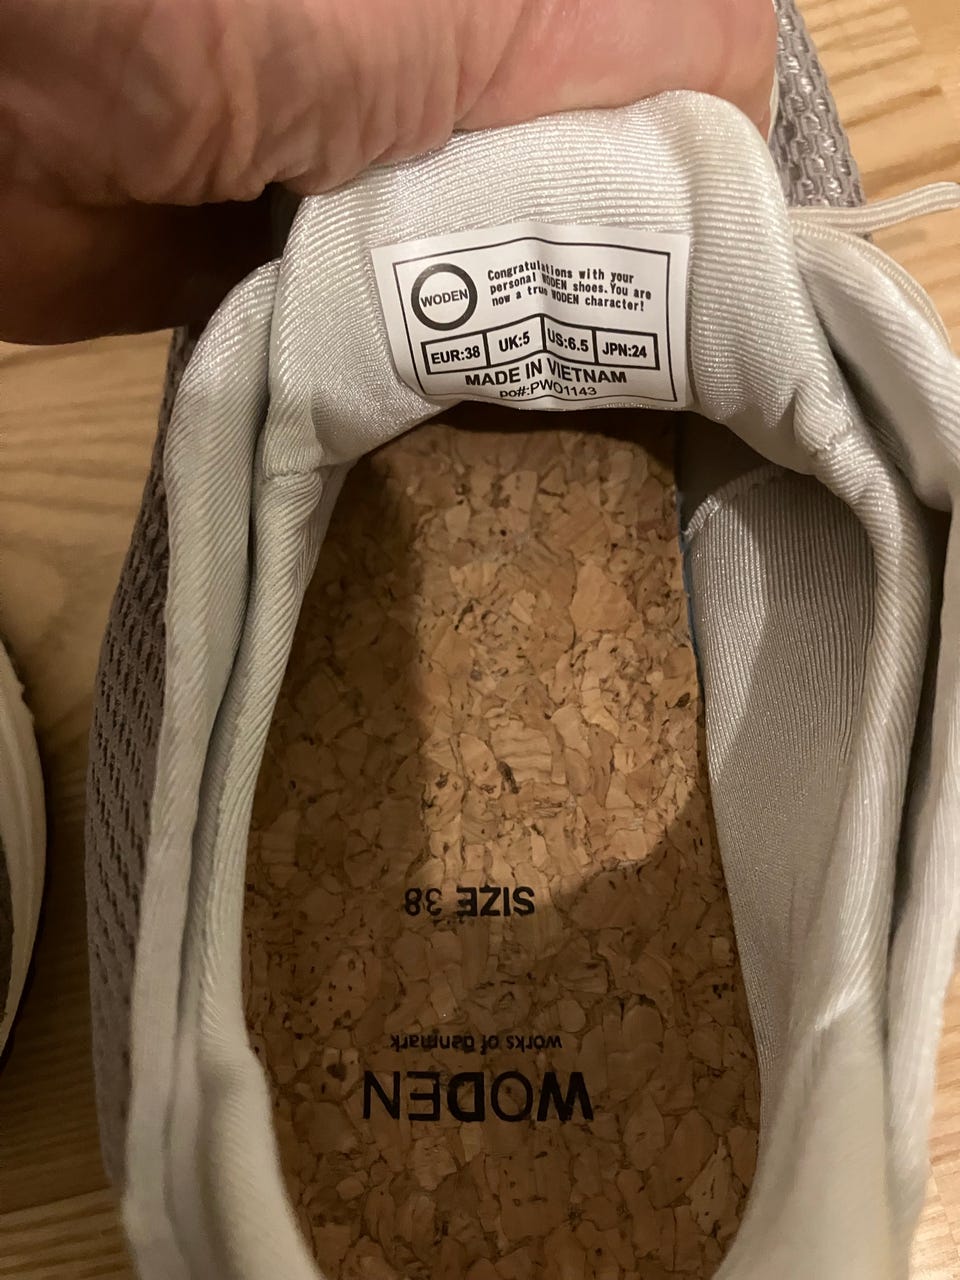 WODEN
Congratulations with your
personal WODEN shoes.You are
now a true WODEN character!
EUR:38 UK:5 US:6.5 JPN:24
MADE IN VIETNAM
po#:PWO1143
WODEN
works of denmark
SIZE 38